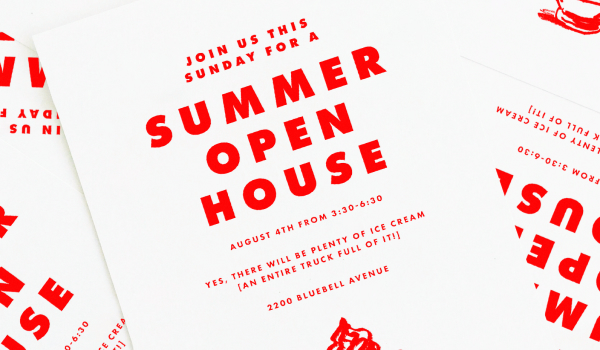 JOIN US THIS
SUNDAY FOR A
SUMMER
OPEN
HOUSE
AUGUST 4TH FROM 3:30-6:30
YES, THERE WILL BE PLENTY OF ICE CREAM
[AN ENTIRE TRUCK FULL OF IT!]
2200 BLUEBELL AVENUE